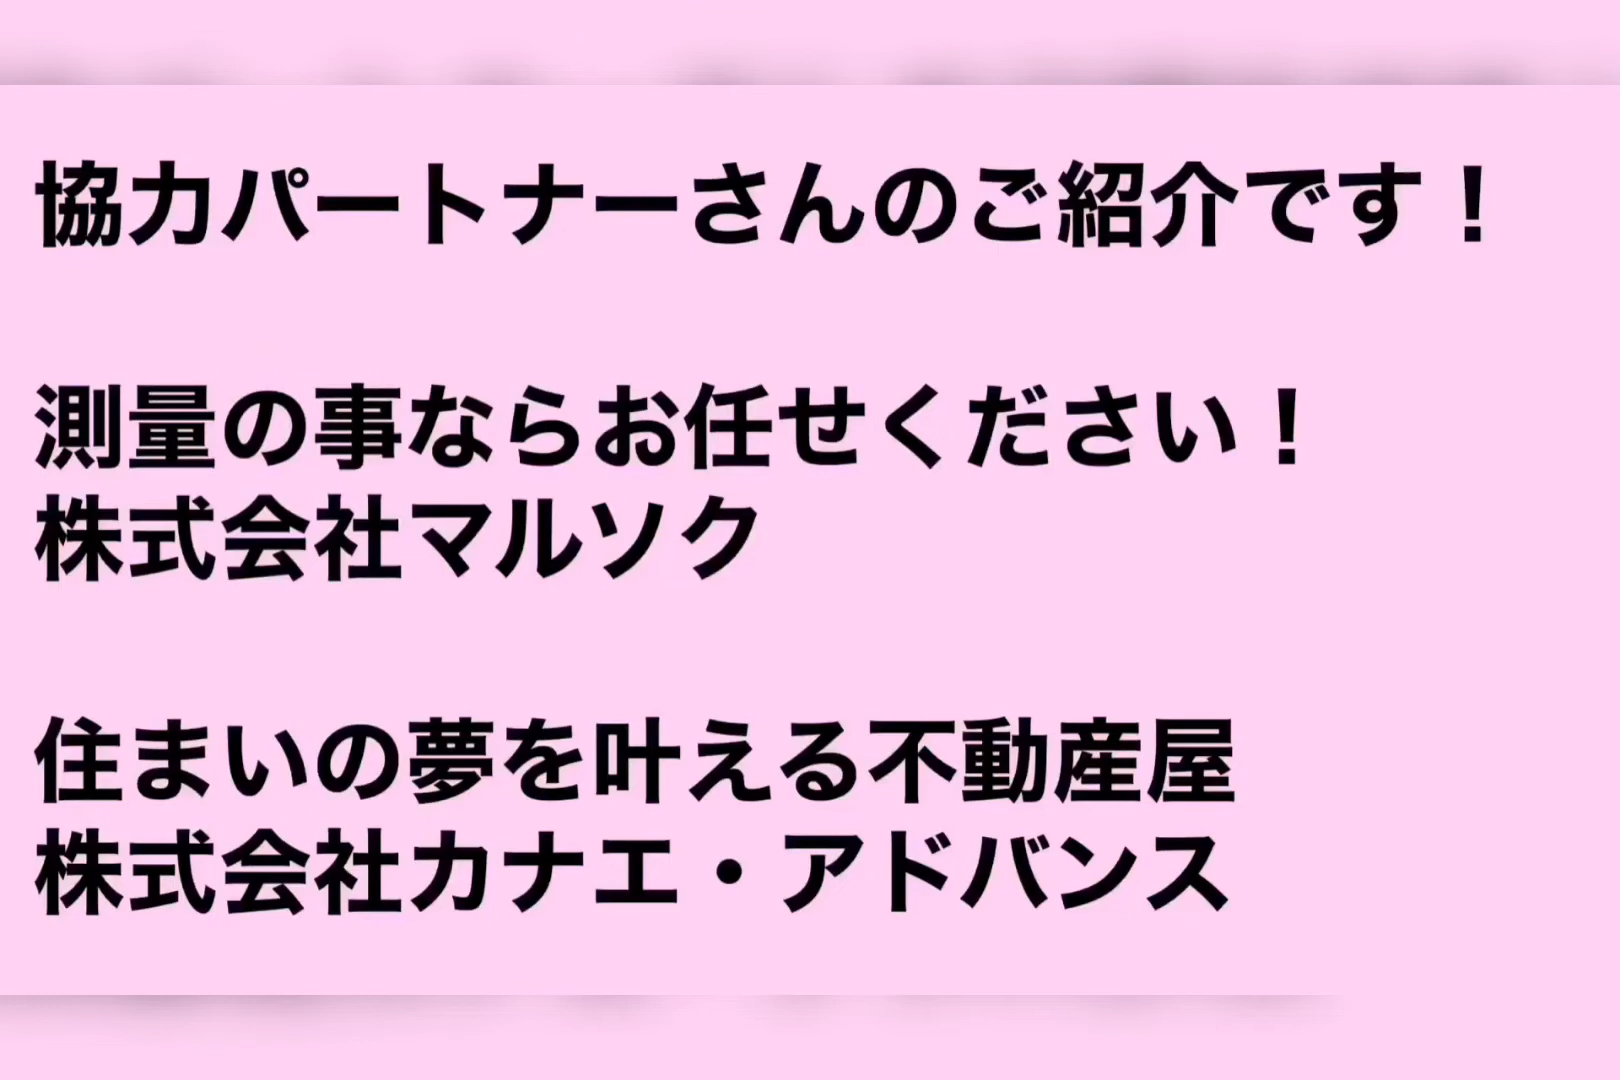 協力パートナーさんのご紹介です！
測量の事ならお任せください！
株式会社マルソク
住まいの夢を叶える不動産屋
株式会社カナエ・アドバンス